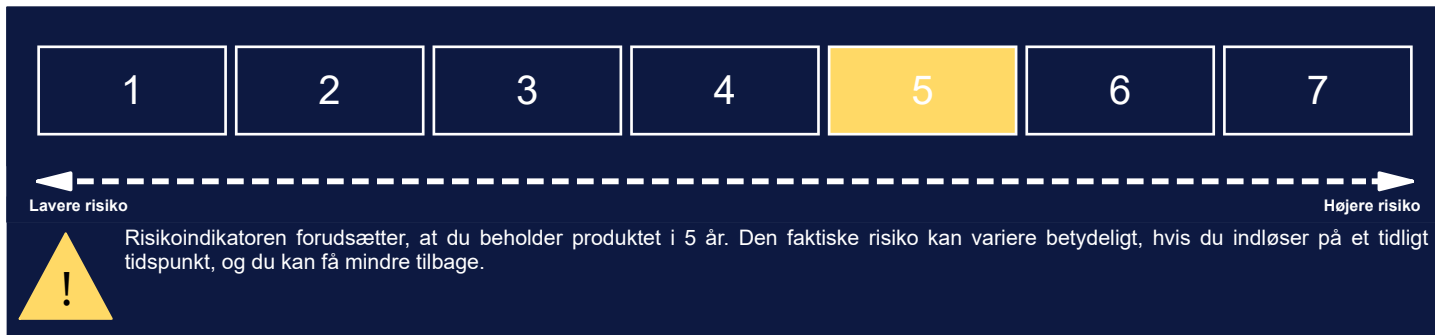 1 2 3 4 5 6 7
Lavere risiko Højere risiko
Risikoindikatoren forudsætter, at du beholder produktet i 5 år. Den faktiske risiko kan variere betydeligt, hvis du indløser på et tidligt
tidspunkt, og du kan få mindre tilbage.
!